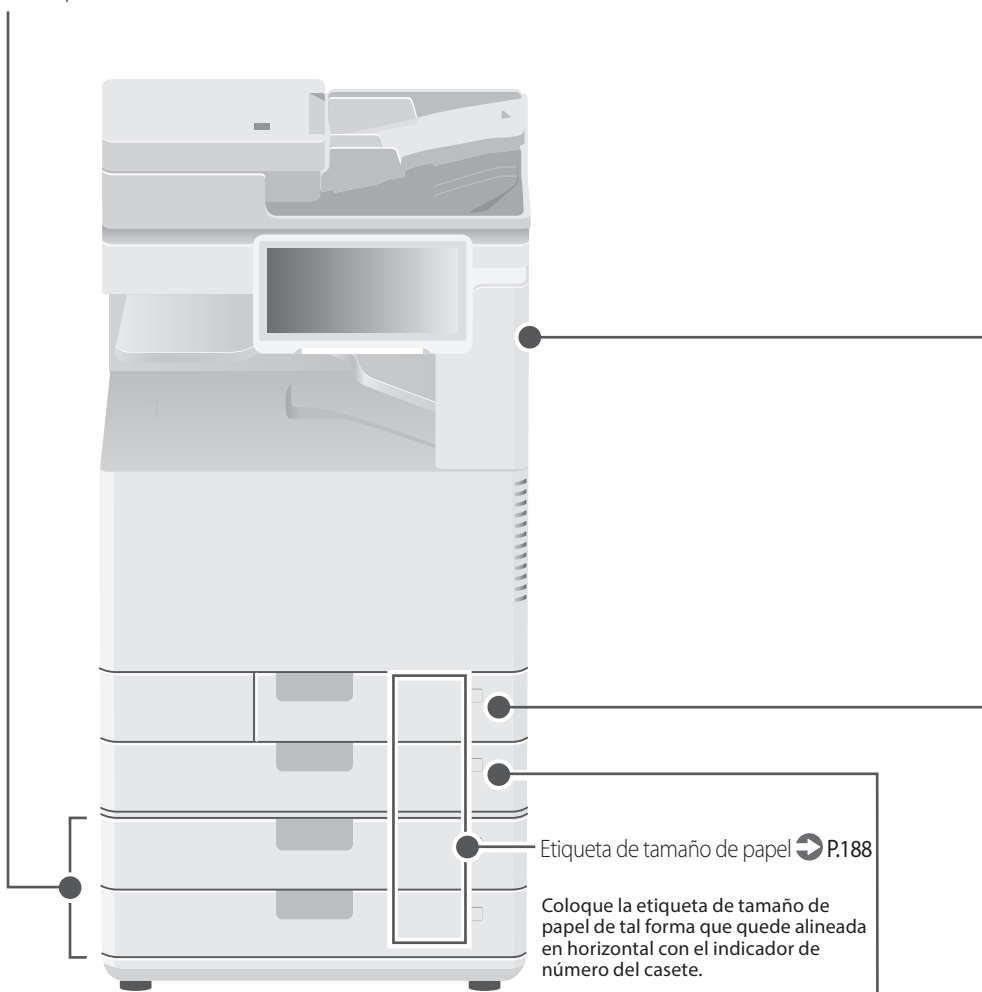 Etiqueta de tamaño de papel P.188
Coloque la etiqueta de tamaño de
papel de tal forma que quede alineada
en horizontal con el indicador de
número del casete.